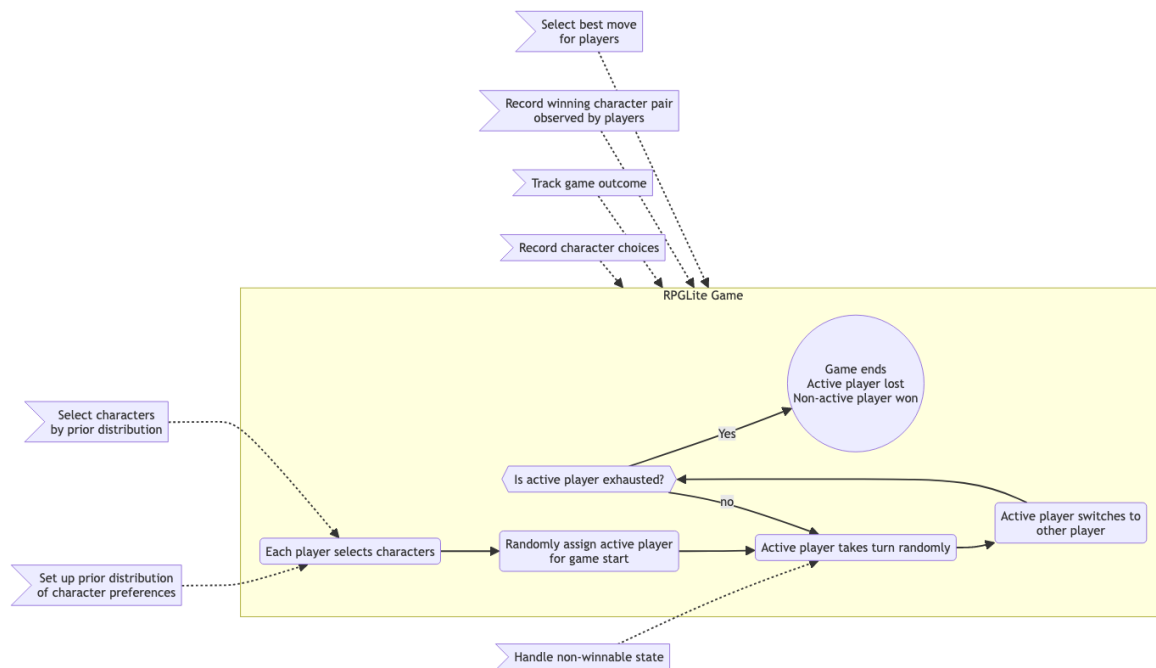 Select best move
for players
Record winning character pair
observed by players
Track game outcome
Record character choices
RPGLite Game
Game ends
Active player lost
Non-active player won
Select characters
by prior distribution
Yes
Is active player exhausted?
no
Active player switches to
other player
Each player selects characters
Randomly assign active player
for game start
Active player takes turn randomly
Set up prior distribution
of character preferences
Handle non-winnable state